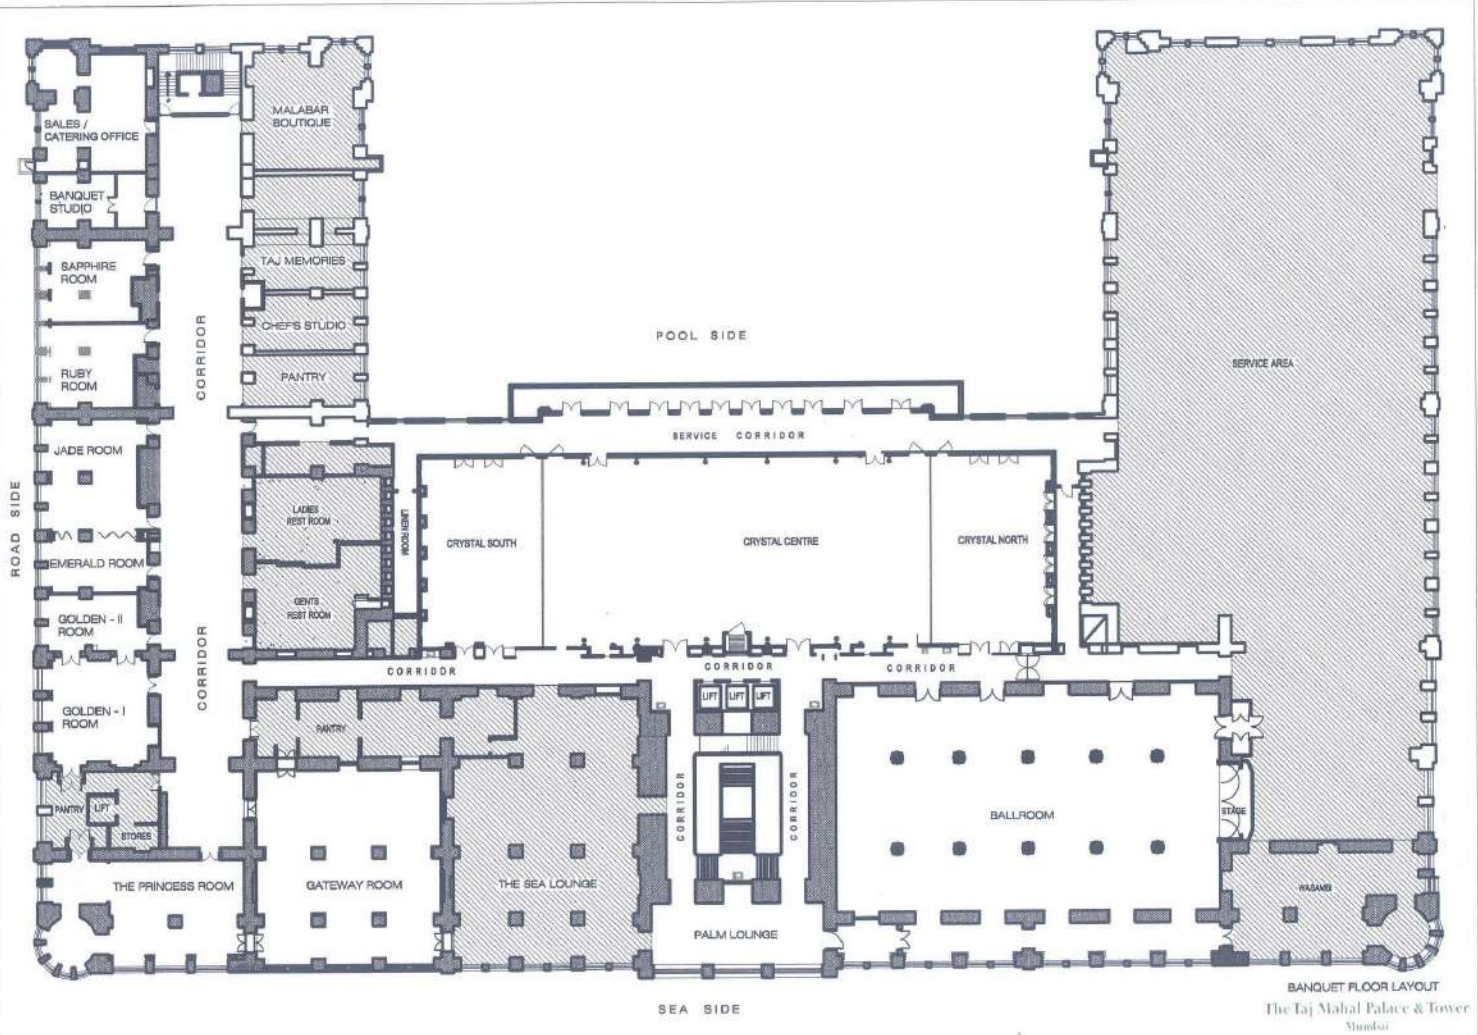 SALES /
CATERING OFFICE
MALABAR
BOUTIQUE
BANQUET
STUDIO
SAPPHIRE
ROOM
TAJ MEMORIES
CHEF'S STUDIO
RUBY
ROOM
PANTRY
CORRIDOR
POOL SIDE
SERVICE AREA
SERVICE CORRIDOR
JADE ROOM
ROAD SIDE
LADIES
REST ROOM
LINEN ROOM
CRYSTAL SOUTH
CRYSTAL CENTRE
CRYSTAL NORTH
EMERALD ROOM
GOLDEN - II
ROOM
GENTS
REST ROOM
CORRIDOR
CORRIDOR
CORRIDOR
CORRIDOR
GOLDEN - I
ROOM
PANTRY
LIFT
LIFT
LIFT
PANTRY
LIFT
STORES
CORRIDOR
CORRIDOR
BALLROOM
STAGE
THE PRINCESS ROOM
GATEWAY ROOM
THE SEA LOUNGE
WASAMBI
PALM LOUNGE
SEA SIDE
BANQUET FLOOR LAYOUT
The Taj Mahal Palace & Tower
Mumbai